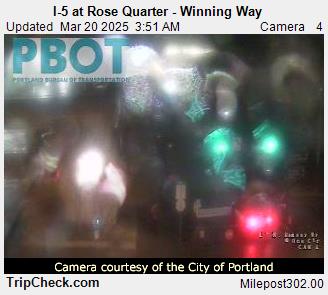 I-5 at Rose Quarter - Winning Way
Updated Mar 20 2025 3:51 AM Camera 4
PBOT
PORTLAND BUREAU OF TRANSPORTATION
Camera courtesy of the City of Portland
TripCheck.com Milepost302.00